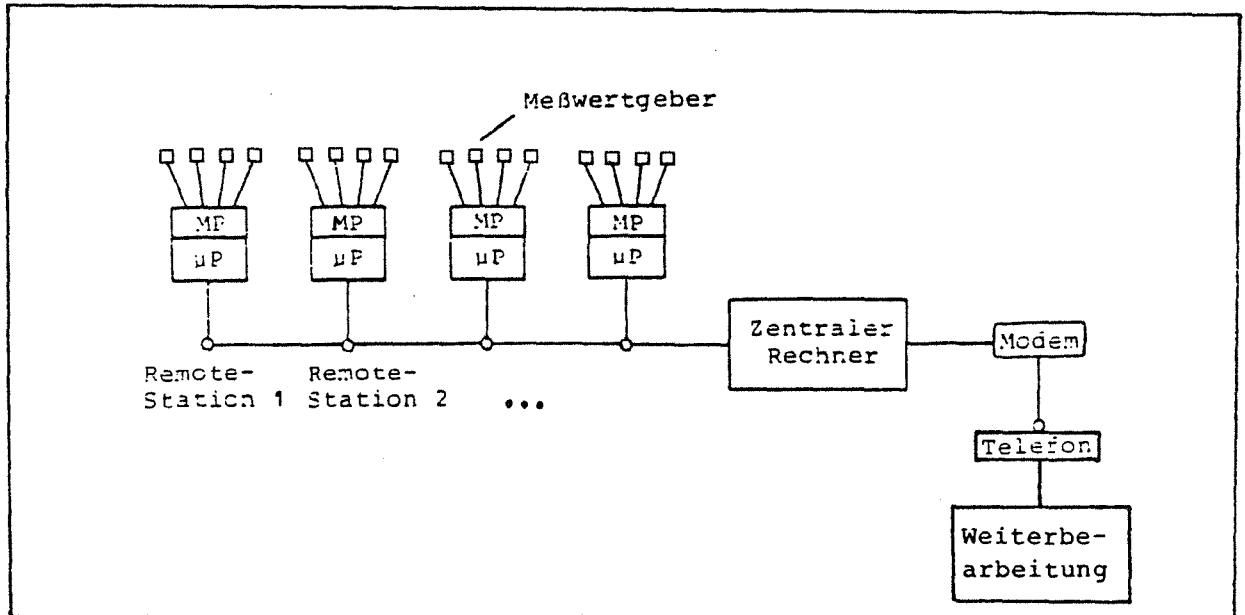 Meßwertgeber
MP
MP
MP
MP
µP
µP
µP
µP
Zentraler
Rechner
Modem
Remote-
Station 1
Remote-
Station 2
...
Telefon
Weiterbe-
arbeitung